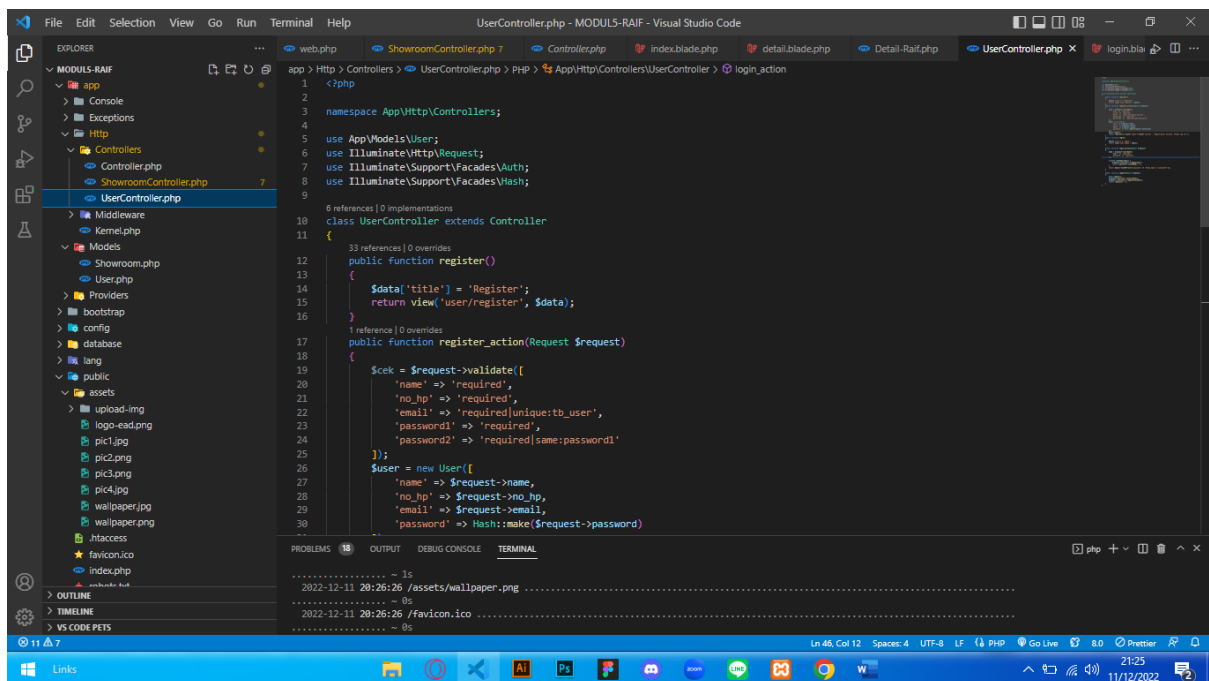 File Edit Selection View Go Run Terminal Help UserController.php - MODUL5-RAIF - Visual Studio Code
EXPLORER
web.php ShowroomController.php 7 Controller.php index.blade.php detail.blade.php Detail-Raif.php UserController.php login.bla
MODUL5-RAIF
app > Http > Controllers > UserController.php > PHP > App\Http\Controllers\UserController > login_action
app
Console
Exceptions
Http
Controllers
Controller.php
ShowroomController.php 7
UserController.php
Middleware
Kernel.php
Models
Showroom.php
User.php
Providers
bootstrap
config
database
lang
public
assets
upload-img
logo-ead.png
pic1.jpg
pic2.png
pic3.png
pic4.jpg
wallpaper.jpg
wallpaper.png
.htaccess
favicon.ico
index.php
robots.txt
OUTLINE
TIMELINE
VS CODE PETS
1 <?php
2
3 namespace App\Http\Controllers;
4
5 use App\Models\User;
6 use Illuminate\Http\Request;
7 use Illuminate\Support\Facades\Auth;
8 use Illuminate\Support\Facades\Hash;
9
6 references | 0 implementations
10 class UserController extends Controller
11 {
33 references | 0 overrides
12 public function register()
13 {
14 $data['title'] = 'Register';
15 return view('user/register', $data);
16 }
1 reference | 0 overrides
17 public function register_action(Request $request)
18 {
19 $cek = $request->validate([
20 'name' => 'required',
21 'no_hp' => 'required',
22 'email' => 'required|unique:tb_user',
23 'password1' => 'required',
24 'password2' => 'required|same:password1'
25 ]);
26 $user = new User([
27 'name' => $request->name,
28 'no_hp' => $request->no_hp,
29 'email' => $request->email,
30 'password' => Hash::make($request->password)
PROBLEMS 18 OUTPUT DEBUG CONSOLE TERMINAL
php
.................. ~ 1s
2022-12-11 20:26:26 /assets/wallpaper.png ....................................................................................
.................. ~ 0s
2022-12-11 20:26:26 /favicon.ico ............................................................................................
.................. ~ 0s
11 7
Ln 46, Col 12 Spaces: 4 UTF-8 LF PHP Go Live 8.0 Prettier
Links
Ai Ps zoom LINE W
21:25
11/12/2022
2